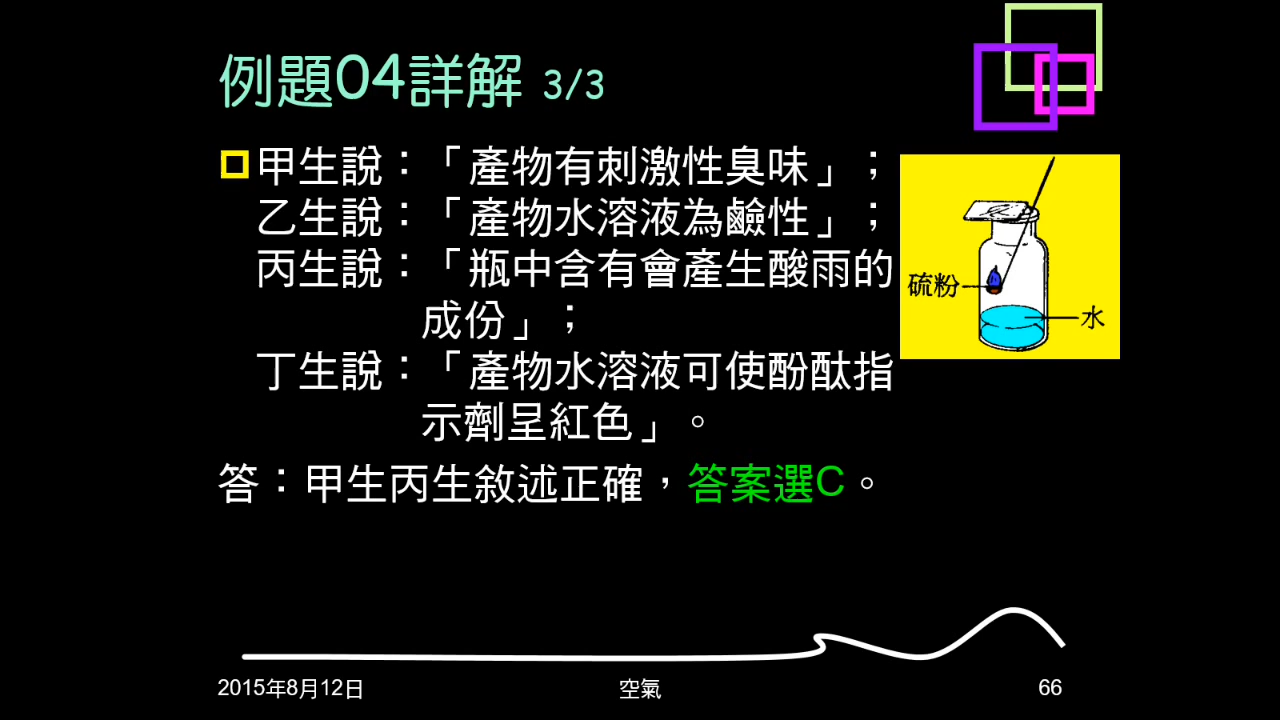 例題04詳解 3/3
甲生說：「產物有刺激性臭味」；
乙生說：「產物水溶液為鹼性」；
丙生說：「瓶中含有會產生酸雨的
成份」；
丁生說：「產物水溶液可使酚酞指
示劑呈紅色」。
答：甲生丙生敘述正確，答案選C。
硫粉
水
2015年8月12日
空氣
66